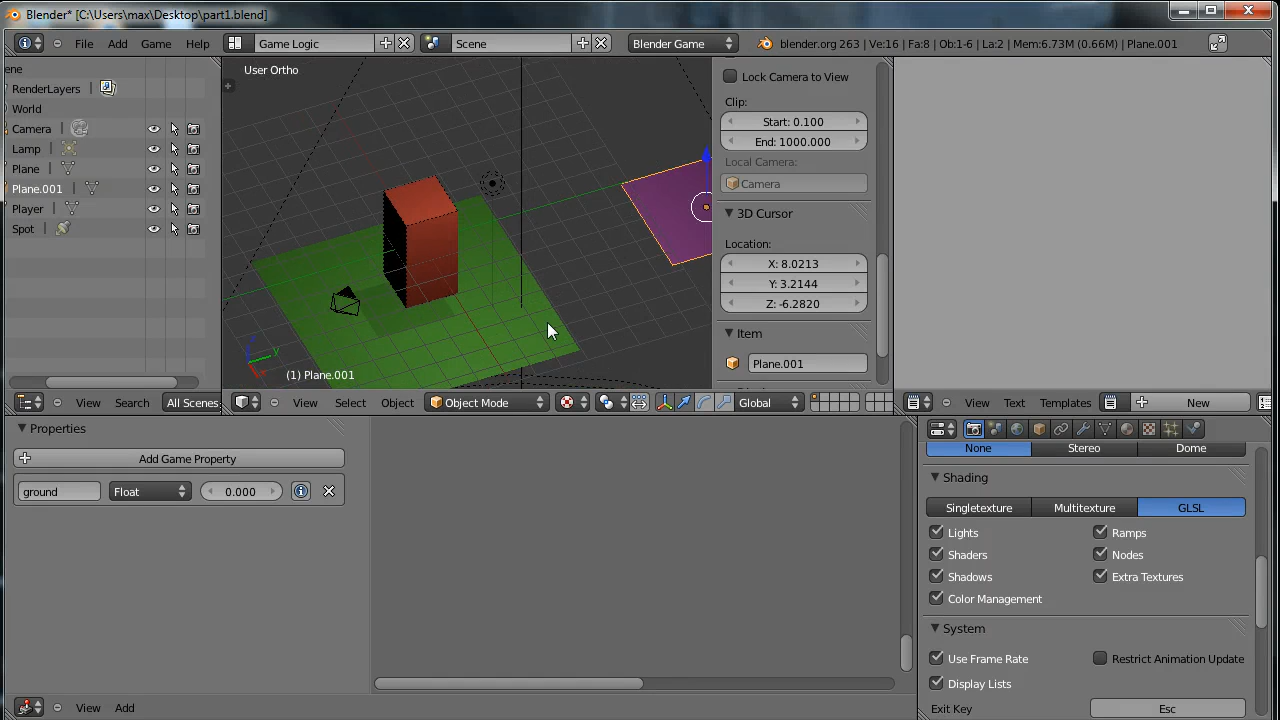 Blender* [C:\Users\max\Desktop\part1.blend]
File Add Game Help Game Logic Scene Blender Game blender.org 263 | Ve:16 | Fa:8 | Ob:1-6 | La:2 | Mem:6.73M (0.66M) | Plane.001
ene
RenderLayers
World
Camera
Lamp
Plane
Plane.001
Player
Spot
View Search All Scenes
User Ortho
(1) Plane.001
View Select Object Object Mode Global
Lock Camera to View
Clip:
Start: 0.100
End: 1000.000
Local Camera:
Camera
3D Cursor
Location:
X: 8.0213
Y: 3.2144
Z: -6.2820
Item
Plane.001
View Text Templates New
Properties
Add Game Property
ground Float 0.000
View Add
None Stereo Dome
Shading
Singletexture Multitexture GLSL
Lights Ramps
Shaders Nodes
Shadows Extra Textures
Color Management
System
Use Frame Rate Restrict Animation Update
Display Lists
Exit Key Esc